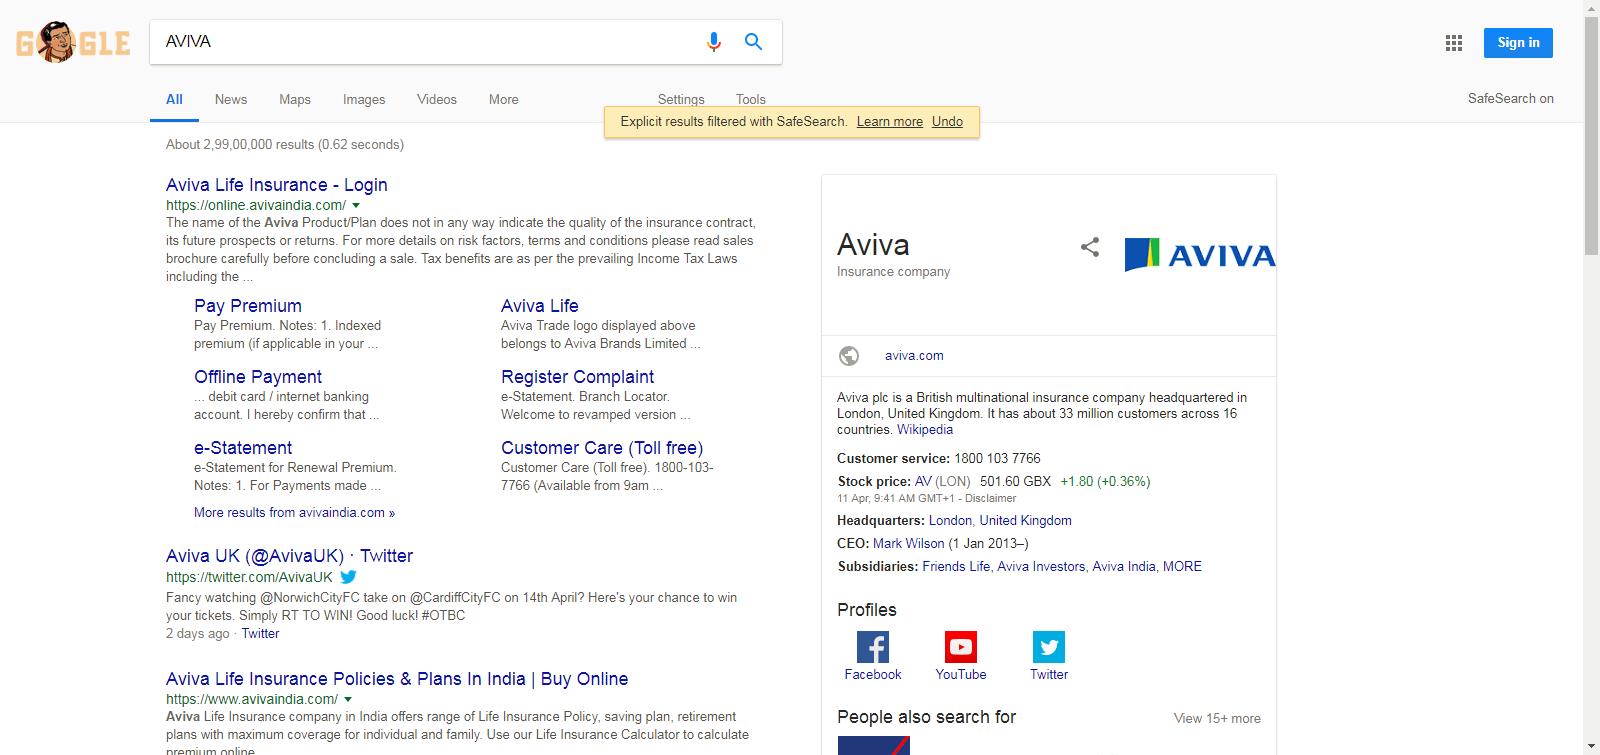 GOOGLE
AVIVA
Sign in
All News Maps Images Videos More Settings Tools
SafeSearch on
Explicit results filtered with SafeSearch. Learn more Undo
About 2,99,00,000 results (0.62 seconds)
Aviva Life Insurance - Login
https://online.avivaindia.com/
The name of the Aviva Product/Plan does not in any way indicate the quality of the insurance contract,
its future prospects or returns. For more details on risk factors, terms and conditions please read sales
brochure carefully before concluding a sale. Tax benefits are as per the prevailing Income Tax Laws
including the ...
Pay Premium
Pay Premium. Notes: 1. Indexed
premium (if applicable in your ...
Aviva Life
Aviva Trade logo displayed above
belongs to Aviva Brands Limited ...
Offline Payment
... debit card / internet banking
account. I hereby confirm that ...
Register Complaint
e-Statement. Branch Locator.
Welcome to revamped version ...
e-Statement
e-Statement for Renewal Premium.
Notes: 1. For Payments made ...
Customer Care (Toll free)
Customer Care (Toll free). 1800-103-
7766 (Available from 9am ...
More results from avivaindia.com »
Aviva UK (@AvivaUK) · Twitter
https://twitter.com/AvivaUK
Fancy watching @NorwichCityFC take on @CardiffCityFC on 14th April? Here's your chance to win
your tickets. Simply RT TO WIN! Good luck! #OTBC
2 days ago · Twitter
Aviva Life Insurance Policies & Plans In India | Buy Online
https://www.avivaindia.com/
Aviva Life Insurance company in India offers range of Life Insurance Policy, saving plan, retirement
plans with maximum coverage for individual and family. Use our Life Insurance Calculator to calculate
premium online
Aviva
Insurance company
AVIVA
aviva.com
Aviva plc is a British multinational insurance company headquartered in
London, United Kingdom. It has about 33 million customers across 16
countries. Wikipedia
Customer service: 1800 103 7766
Stock price: AV (LON) 501.60 GBX +1.80 (+0.36%)
11 Apr, 9:41 AM GMT+1 - Disclaimer
Headquarters: London, United Kingdom
CEO: Mark Wilson (1 Jan 2013–)
Subsidiaries: Friends Life, Aviva Investors, Aviva India, MORE
Profiles
Facebook YouTube Twitter
People also search for
View 15+ more